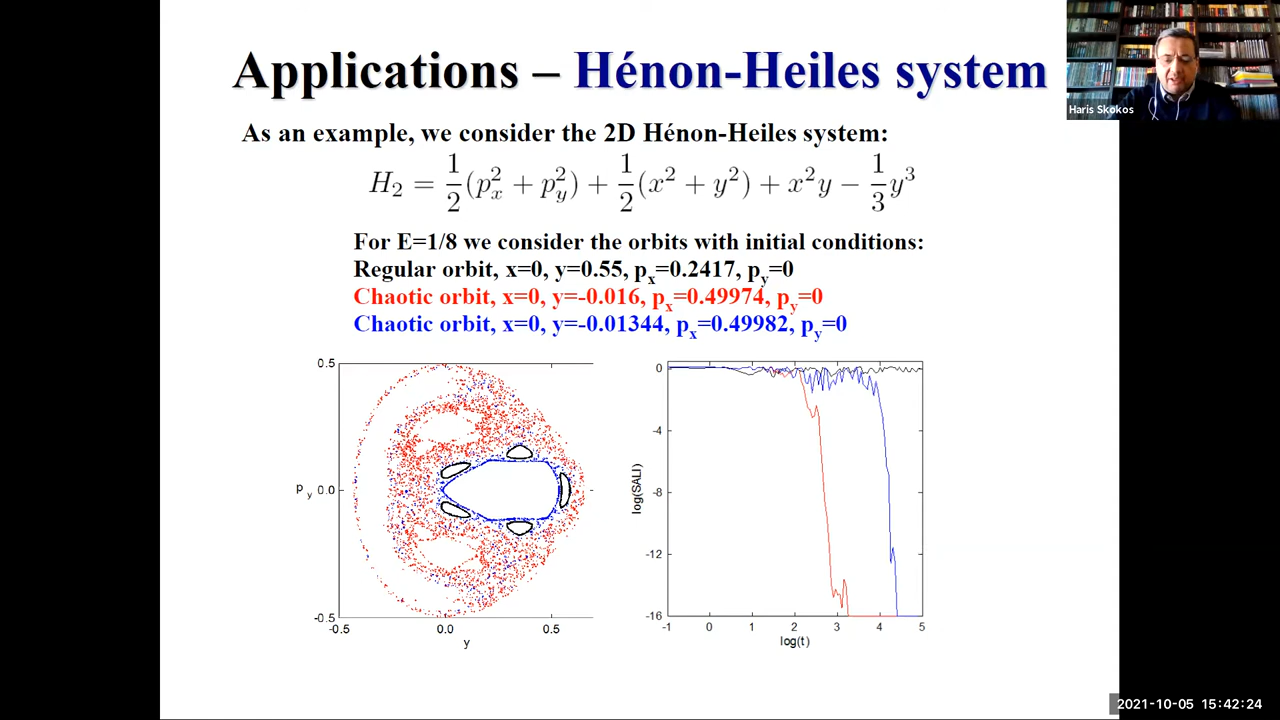 Applications – Hénon-Heiles system
Haris Skokos
As an example, we consider the 2D Hénon-Heiles system:
H₂ = 1/2(pₓ² + p_y²) + 1/2(x² + y²) + x²y − 1/3y³
For E=1/8 we consider the orbits with initial conditions:
Regular orbit, x=0, y=0.55, pₓ=0.2417, p_y=0
Chaotic orbit, x=0, y=-0.016, pₓ=0.49974, p_y=0
Chaotic orbit, x=0, y=-0.01344, pₓ=0.49982, p_y=0
0.5
p_y 0.0
-0.5
-0.5 0.0 0.5
y
0
-4
log(SALI)
-8
-12
-16
-1 0 1 2 3 4 5
log(t)
2021-10-05 15:42:24